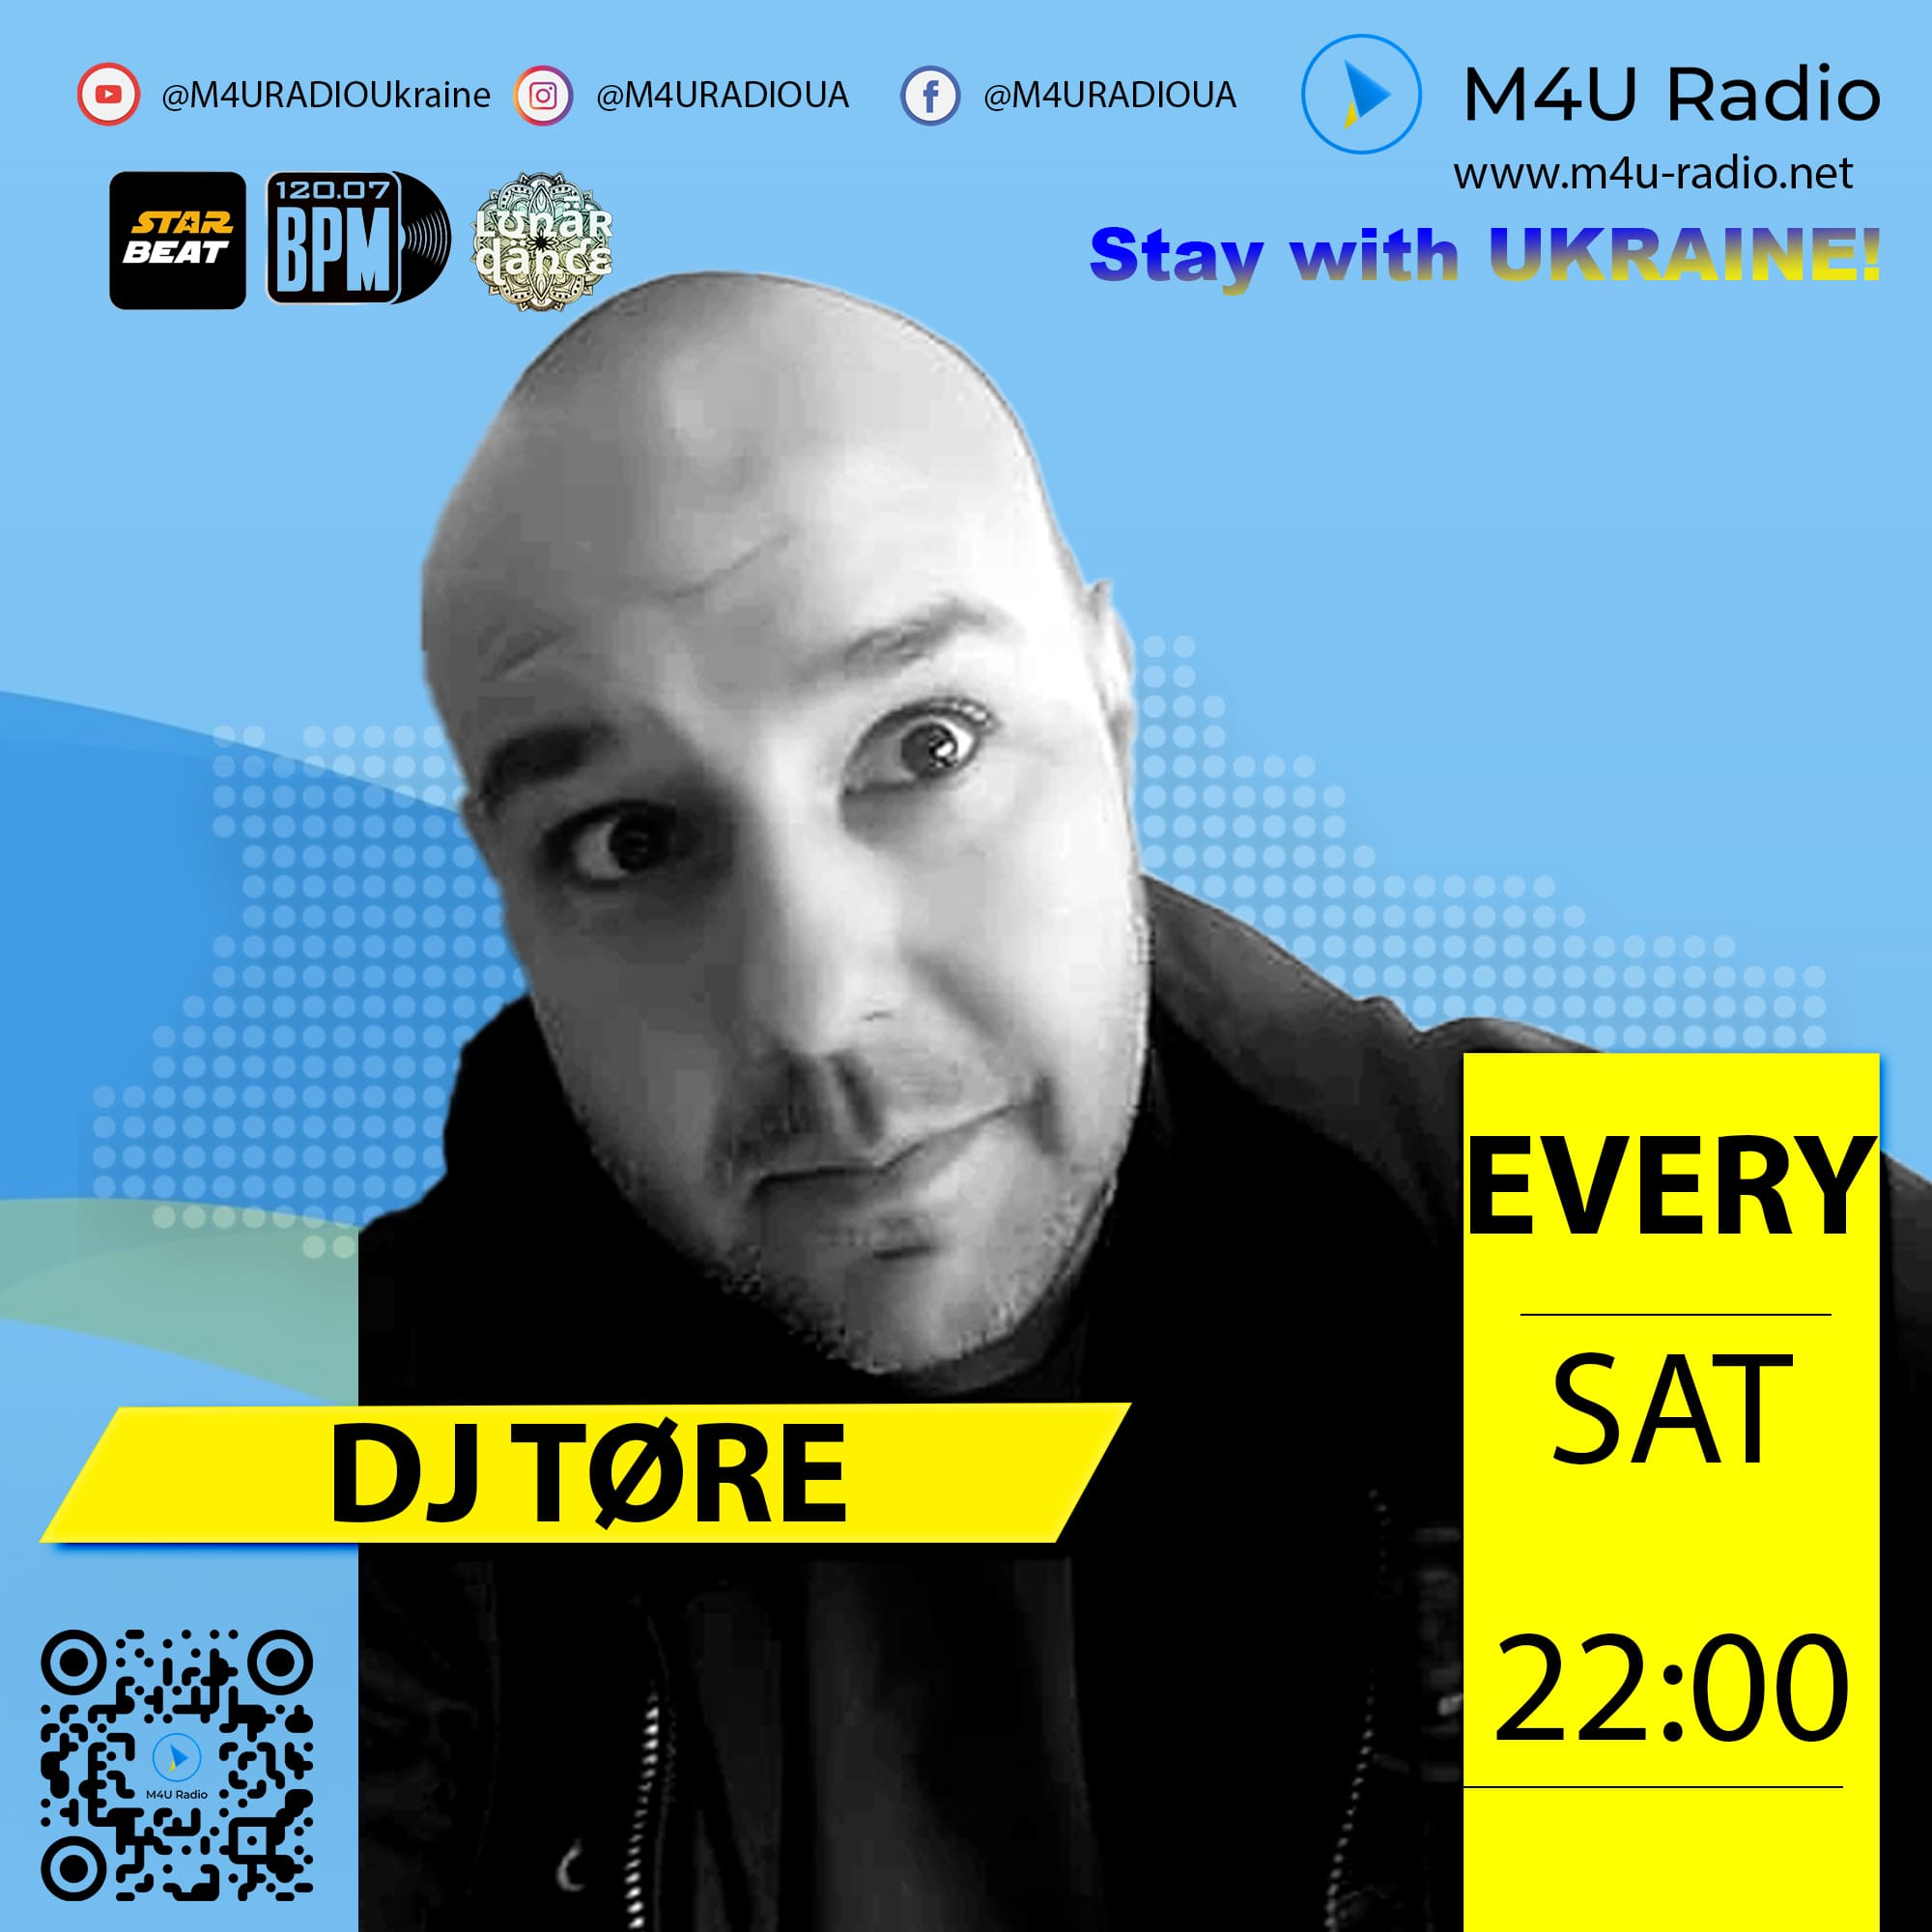 @M4URADIOUkraine
@M4URADIOUA
@M4URADIOUA
M4U Radio
www.m4u-radio.net
STAR
BEAT
120.07
BPM
LUNAR
dance
Stay with UKRAINE!
EVERY
SAT
DJ TØRE
22:00
M4U Radio